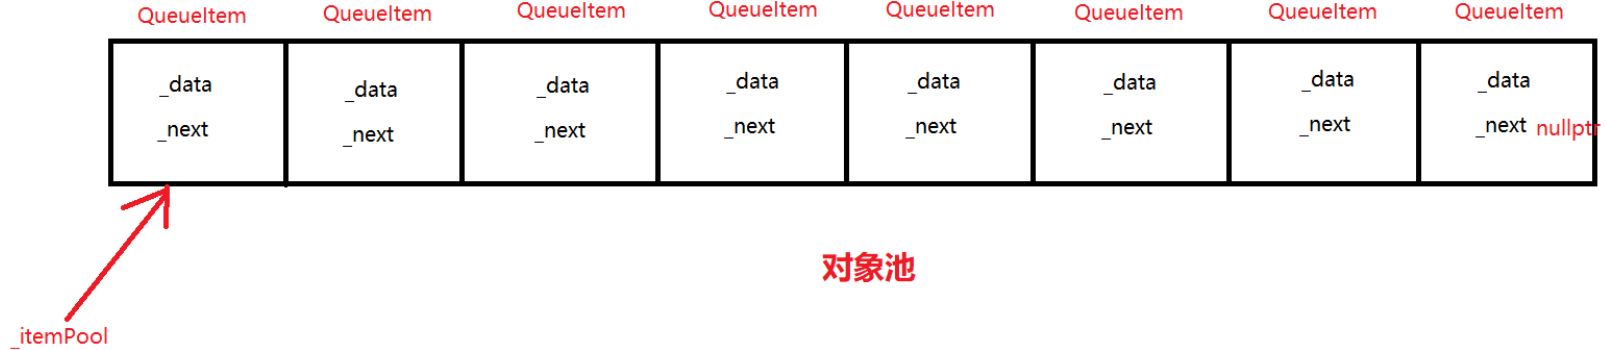 QueueItem QueueItem QueueItem QueueItem QueueItem QueueItem QueueItem QueueItem
_data _data _data _data _data _data _data _data
_next _next _next _next _next _next _next _next nullptr
对象池
_itemPool